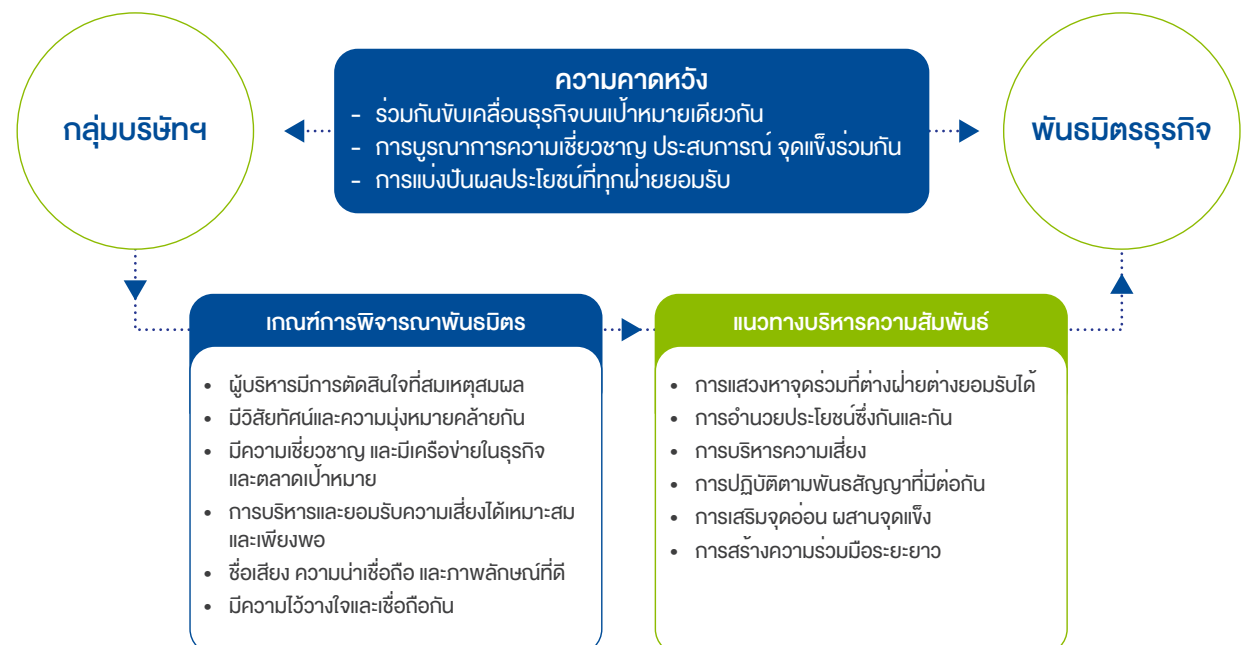 กลุ่มบริษัทฯ
ความคาดหวัง
- ร่วมกันขับเคลื่อนธุรกิจบนเป้าหมายเดียวกัน
- การบูรณาการความเชี่ยวชาญ ประสบการณ์ จุดแข็งร่วมกัน
- การแบ่งปันผลประโยชน์ที่ทุกฝ่ายยอมรับ
พันธมิตรธุรกิจ
เกณฑ์การพิจารณาพันธมิตร
• ผู้บริหารมีการตัดสินใจที่สมเหตุสมผล
• มีวิสัยทัศน์และความมุ่งหมายคล้ายกัน
• มีความเชี่ยวชาญ และมีเครือข่ายในธุรกิจ
และตลาดเป้าหมาย
• การบริหารและยอมรับความเสี่ยงได้เหมาะสม
และเพียงพอ
• ชื่อเสียง ความน่าเชื่อถือ และภาพลักษณ์ที่ดี
• มีความไว้วางใจและเชื่อถือกัน
แนวทางบริหารความสัมพันธ์
• การแสวงหาจุดร่วมที่ต่างฝ่ายต่างยอมรับได้
• การอำนวยประโยชน์ซึ่งกันและกัน
• การบริหารความเสี่ยง
• การปฏิบัติตามพันธสัญญาที่มีต่อกัน
• การเสริมจุดอ่อน ผสานจุดแข็ง
• การสร้างความร่วมมือระยะยาว